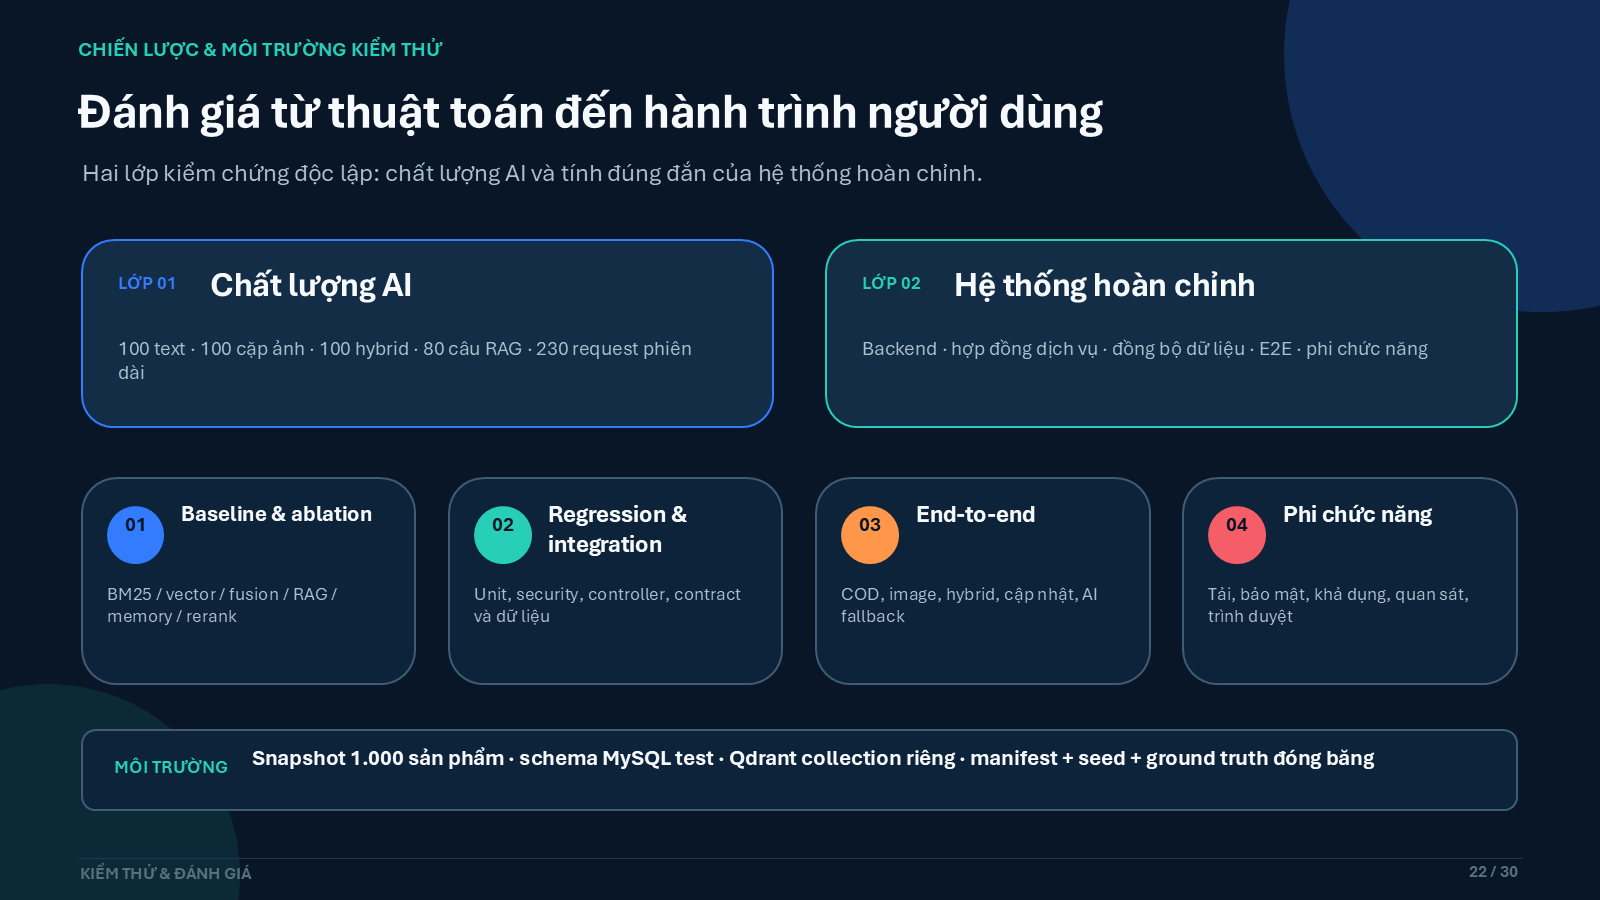 CHIẾN LƯỢC & MÔI TRƯỜNG KIỂM THỬ
Đánh giá từ thuật toán đến hành trình người dùng
Hai lớp kiểm chứng độc lập: chất lượng AI và tính đúng đắn của hệ thống hoàn chỉnh.
LỚP 01
Chất lượng AI
100 text · 100 cặp ảnh · 100 hybrid · 80 câu RAG · 230 request phiên
dài
LỚP 02
Hệ thống hoàn chỉnh
Backend · hợp đồng dịch vụ · đồng bộ dữ liệu · E2E · phi chức năng
01
Baseline & ablation
BM25 / vector / fusion / RAG /
memory / rerank
02
Regression &
integration
Unit, security, controller, contract
và dữ liệu
03
End-to-end
COD, image, hybrid, cập nhật, AI
fallback
04
Phi chức năng
Tải, bảo mật, khả dụng, quan sát,
trình duyệt
MÔI TRƯỜNG
Snapshot 1.000 sản phẩm · schema MySQL test · Qdrant collection riêng · manifest + seed + ground truth đóng băng
KIỂM THỬ & ĐÁNH GIÁ
22 / 30